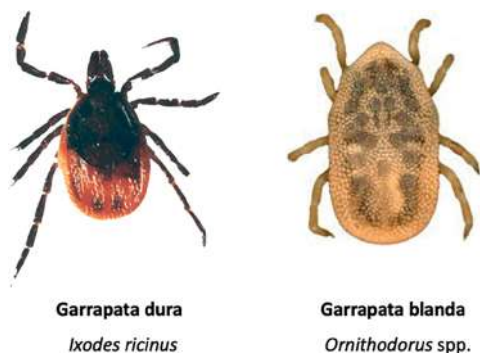 Garrapata dura
Garrapata blanda
Ixodes ricinus
Ornithodorus spp.